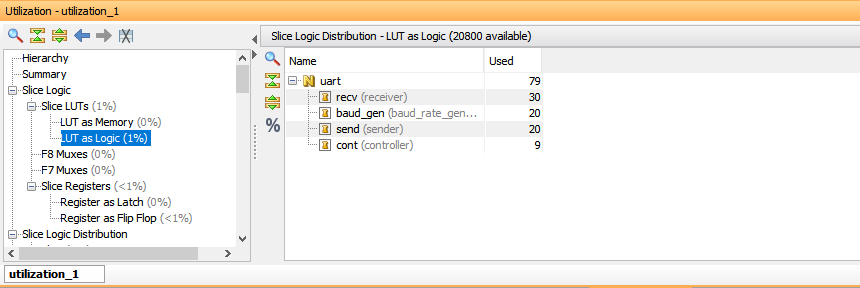 Utilization - utilization_1
Hierarchy
Summary
Slice Logic
Slice LUTs (1%)
LUT as Memory (0%)
LUT as Logic (1%)
F8 Muxes (0%)
F7 Muxes (0%)
Slice Registers (<1%)
Register as Latch (0%)
Register as Flip Flop (<1%)
Slice Logic Distribution
Slice Logic Distribution - LUT as Logic (20800 available)
Name Used
uart 79
recv (receiver) 30
baud_gen (baud_rate_gen... 20
send (sender) 20
cont (controller) 9
%
utilization_1